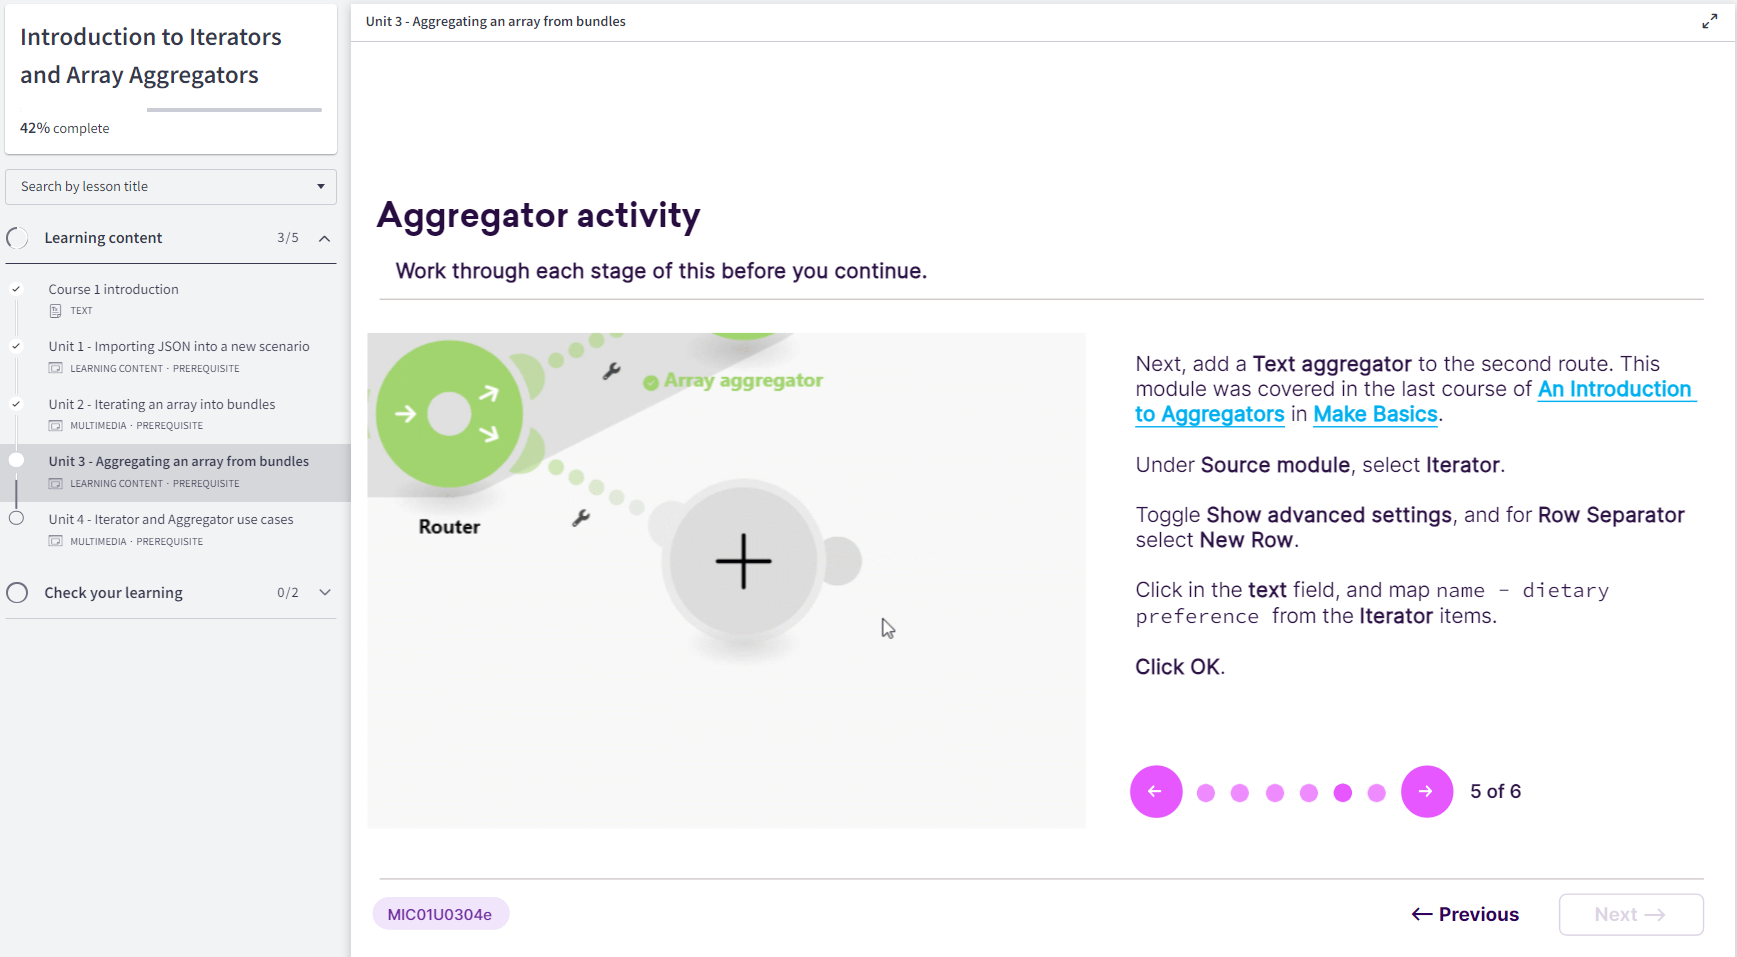 Introduction to Iterators
and Array Aggregators
42% complete
Search by lesson title
Learning content 3/5
Course 1 introduction
TEXT
Unit 1 - Importing JSON into a new scenario
LEARNING CONTENT · PREREQUISITE
Unit 2 - Iterating an array into bundles
MULTIMEDIA · PREREQUISITE
Unit 3 - Aggregating an array from bundles
LEARNING CONTENT · PREREQUISITE
Unit 4 - Iterator and Aggregator use cases
MULTIMEDIA · PREREQUISITE
Check your learning 0/2
Unit 3 - Aggregating an array from bundles
Aggregator activity
Work through each stage of this before you continue.
Array aggregator
Router
Next, add a Text aggregator to the second route. This
module was covered in the last course of An Introduction
to Aggregators in Make Basics.
Under Source module, select Iterator.
Toggle Show advanced settings, and for Row Separator
select New Row.
Click in the text field, and map name - dietary
preference from the Iterator items.
Click OK.
5 of 6
MIC01U0304e
← Previous
Next →